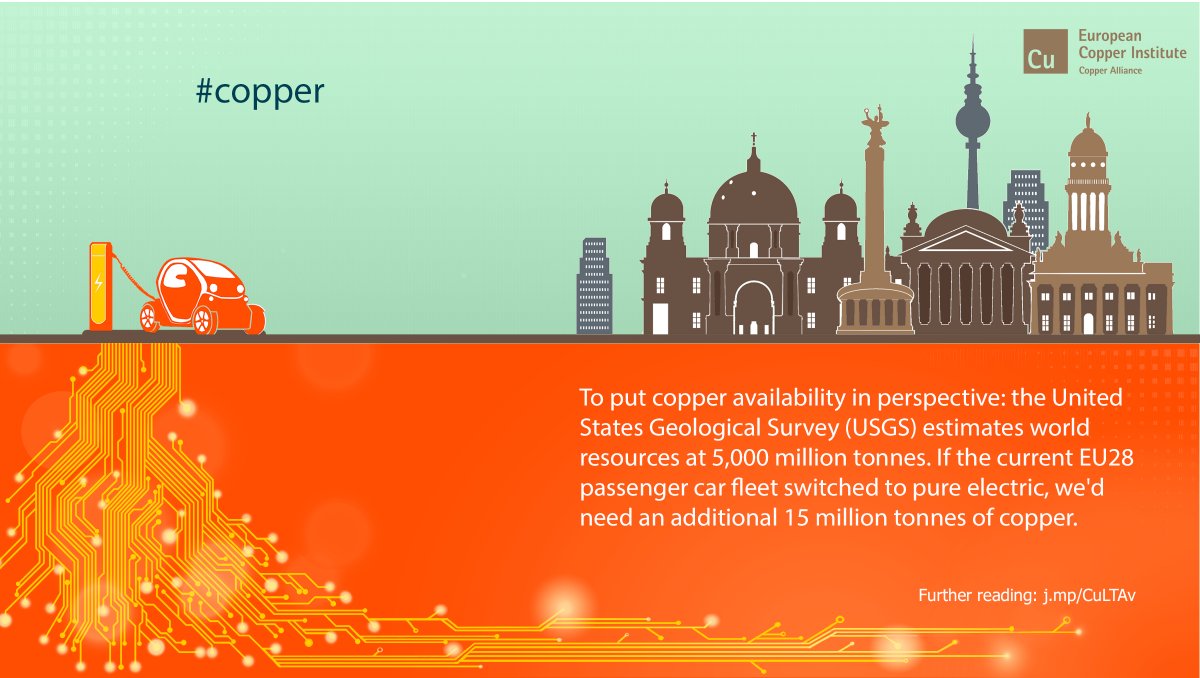 #copper
Cu
European
Copper Institute
Copper Alliance
To put copper availability in perspective: the United
States Geological Survey (USGS) estimates world
resources at 5,000 million tonnes. If the current EU28
passenger car fleet switched to pure electric, we'd
need an additional 15 million tonnes of copper.
Further reading: j.mp/CuLTAv